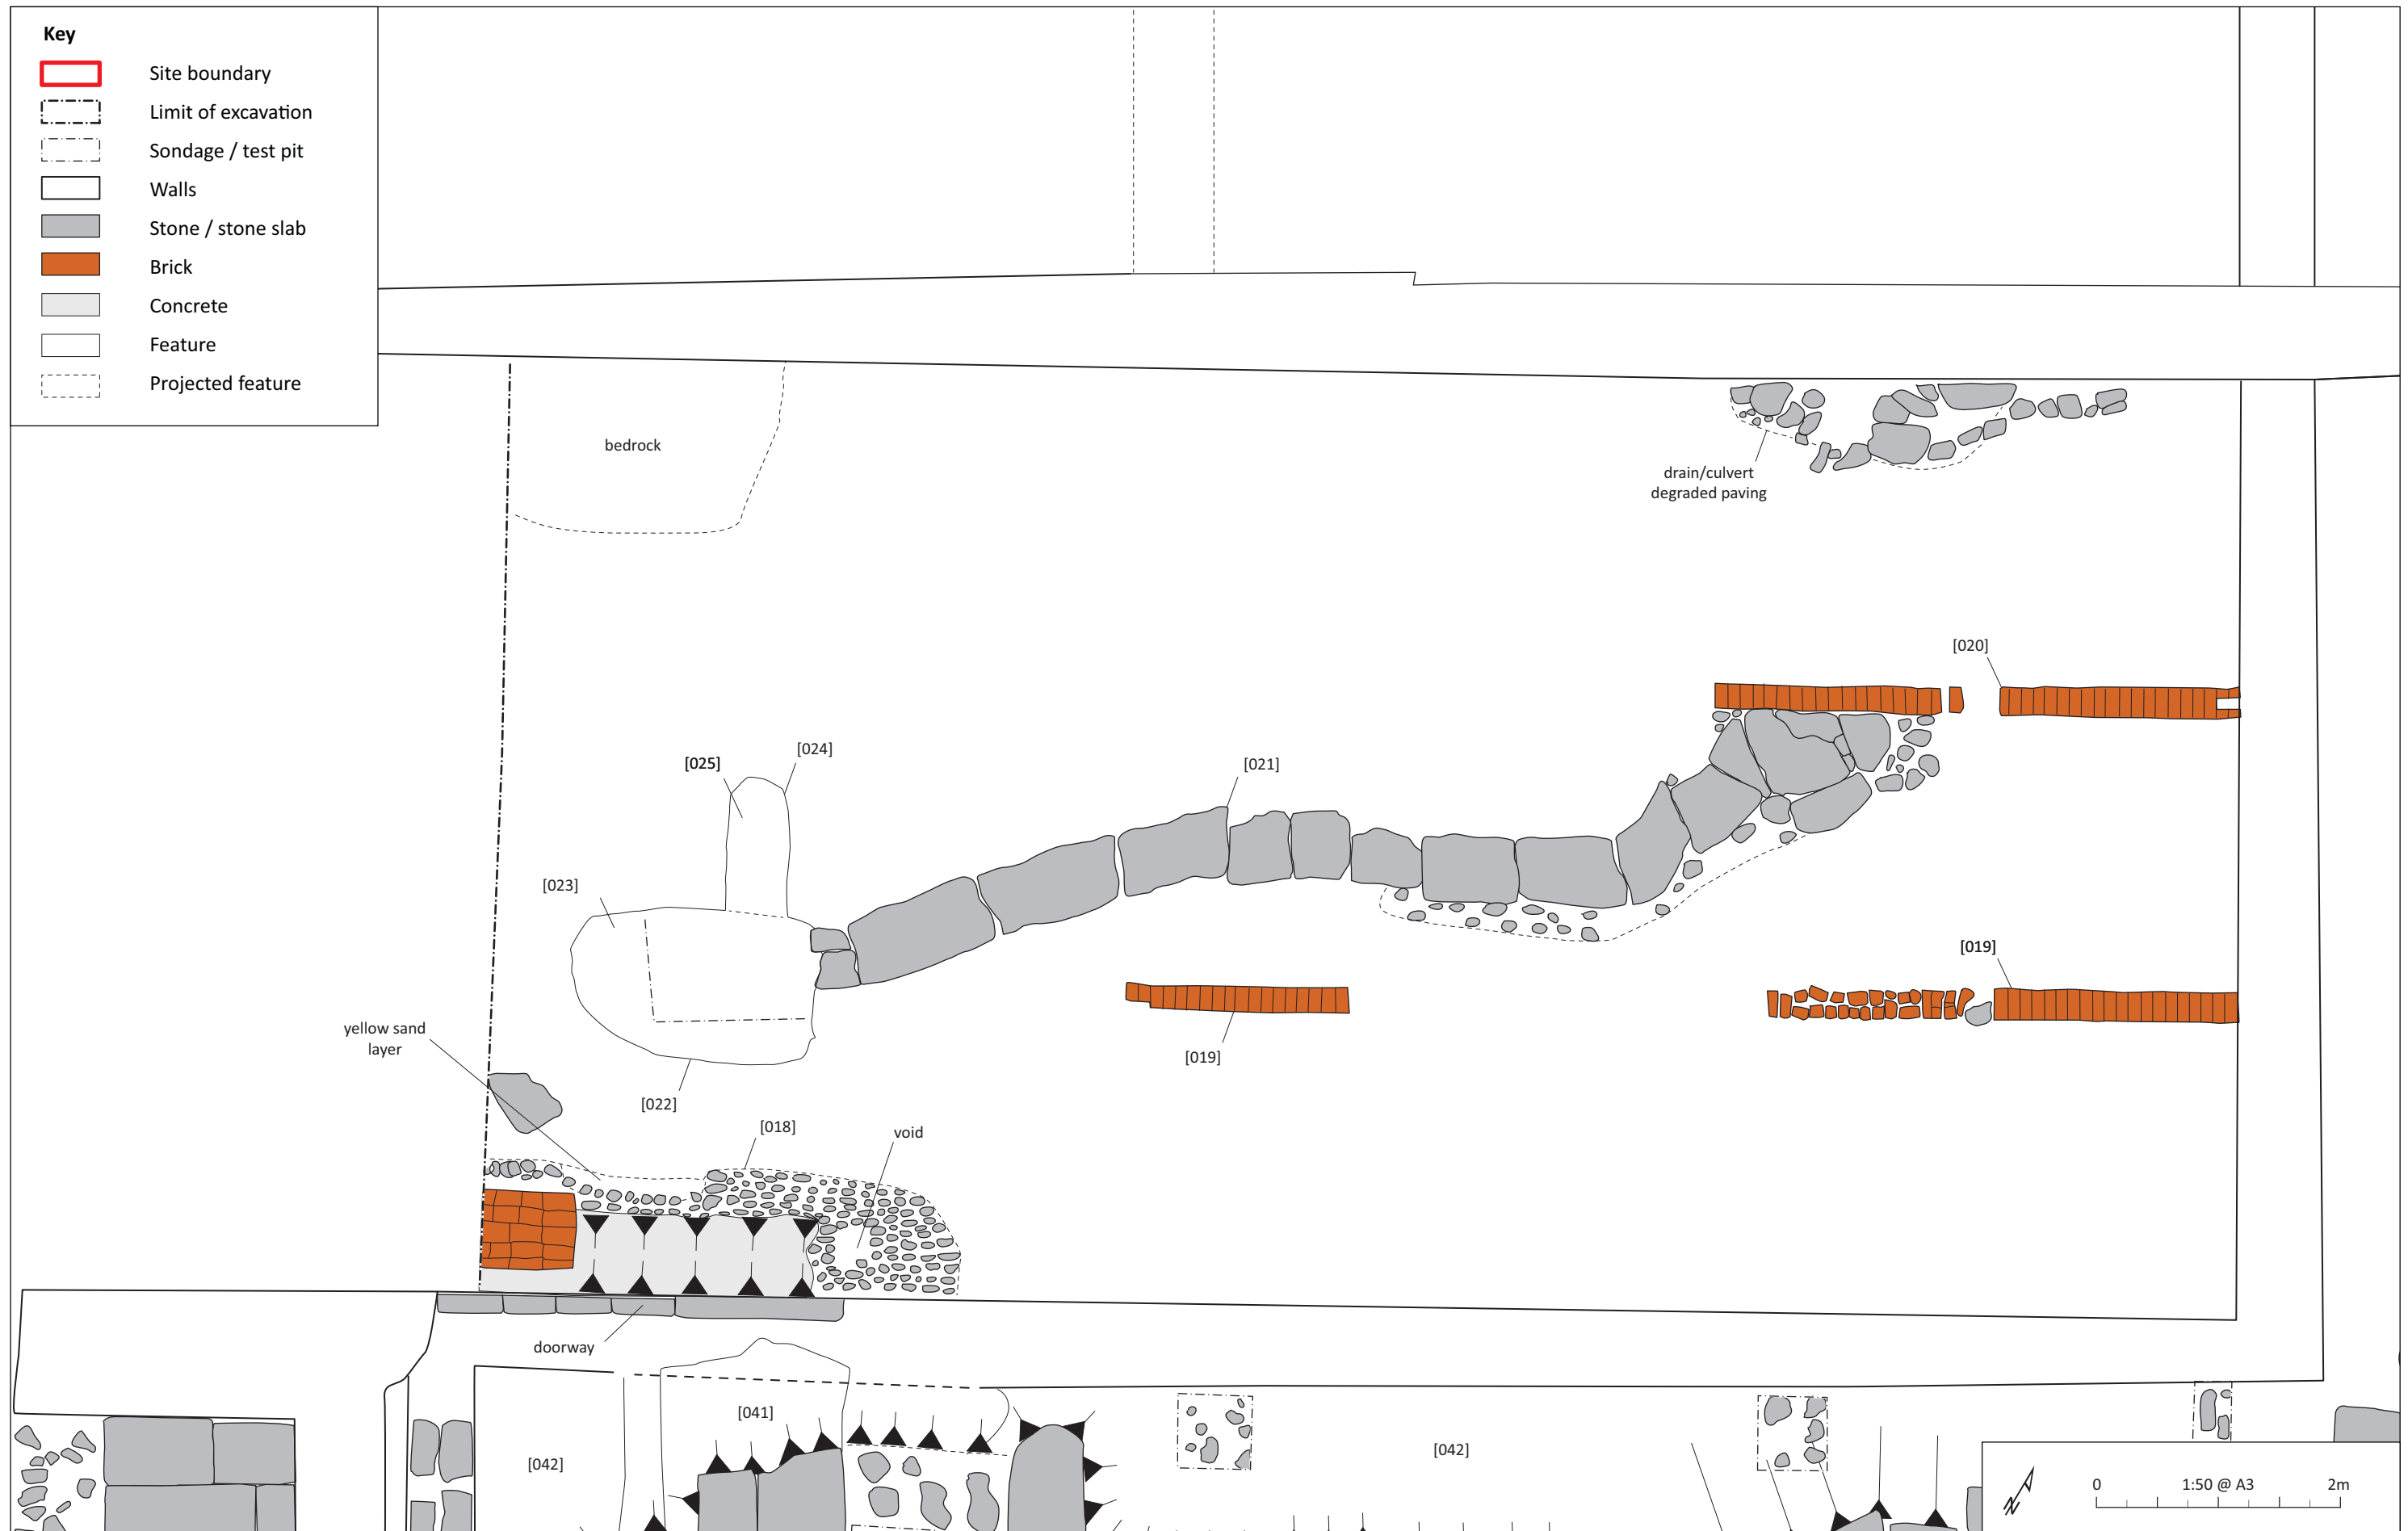 Key
Site boundary
Limit of excavation
Sondage / test pit
Walls
Stone / stone slab
Brick
Concrete
Feature
Projected feature
bedrock
drain/culvert
degraded paving
[020]
[024]
[025]
[021]
[023]
[019]
yellow sand
layer
[019]
[022]
[018]
void
doorway
[041]
[042]
[042]
N
0
1:50 @ A3
2m